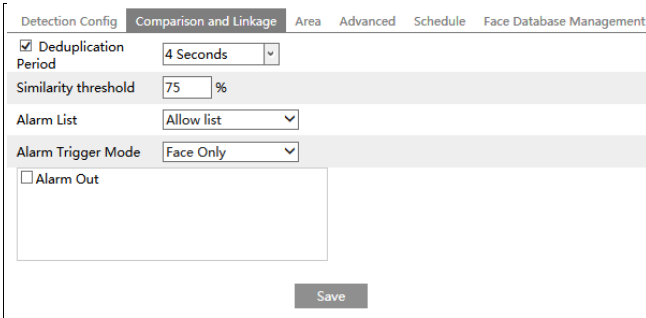 Detection Config Comparison and Linkage Area Advanced Schedule Face Database Management
Deduplication
Period
4 Seconds
Similarity threshold 75 %
Alarm List Allow list
Alarm Trigger Mode Face Only
Alarm Out
Save